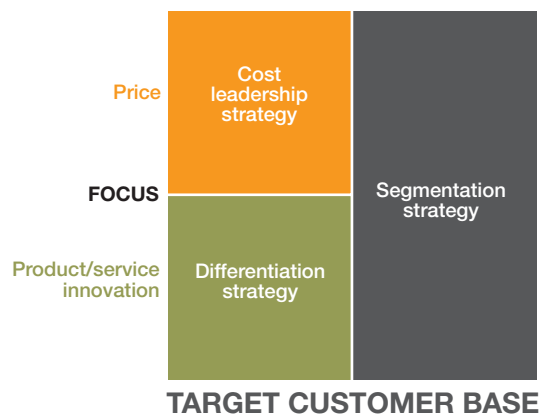 Price
Cost
leadership
strategy
FOCUS
Segmentation
strategy
Product/service
innovation
Differentiation
strategy
TARGET CUSTOMER BASE